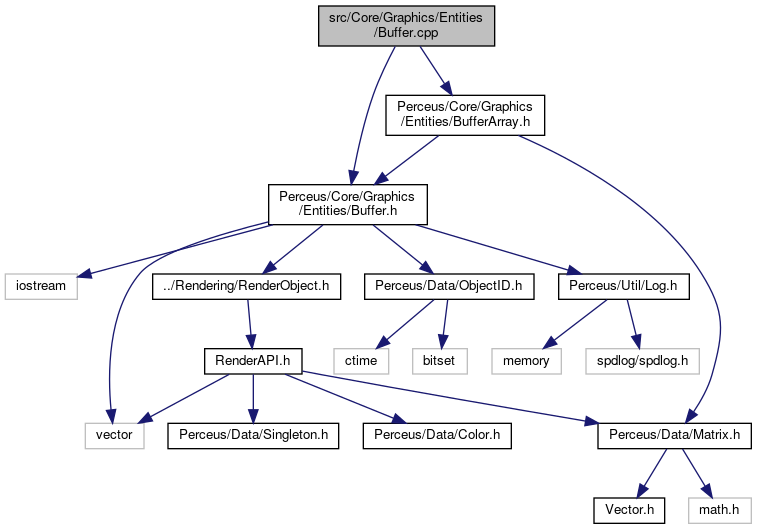 src/Core/Graphics/Entities
/Buffer.cpp
Perceus/Core/Graphics
/Entities/BufferArray.h
Perceus/Core/Graphics
/Entities/Buffer.h
iostream
../Rendering/RenderObject.h
Perceus/Data/ObjectID.h
Perceus/Util/Log.h
RenderAPI.h
ctime
bitset
memory
spdlog/spdlog.h
vector
Perceus/Data/Singleton.h
Perceus/Data/Color.h
Perceus/Data/Matrix.h
Vector.h
math.h